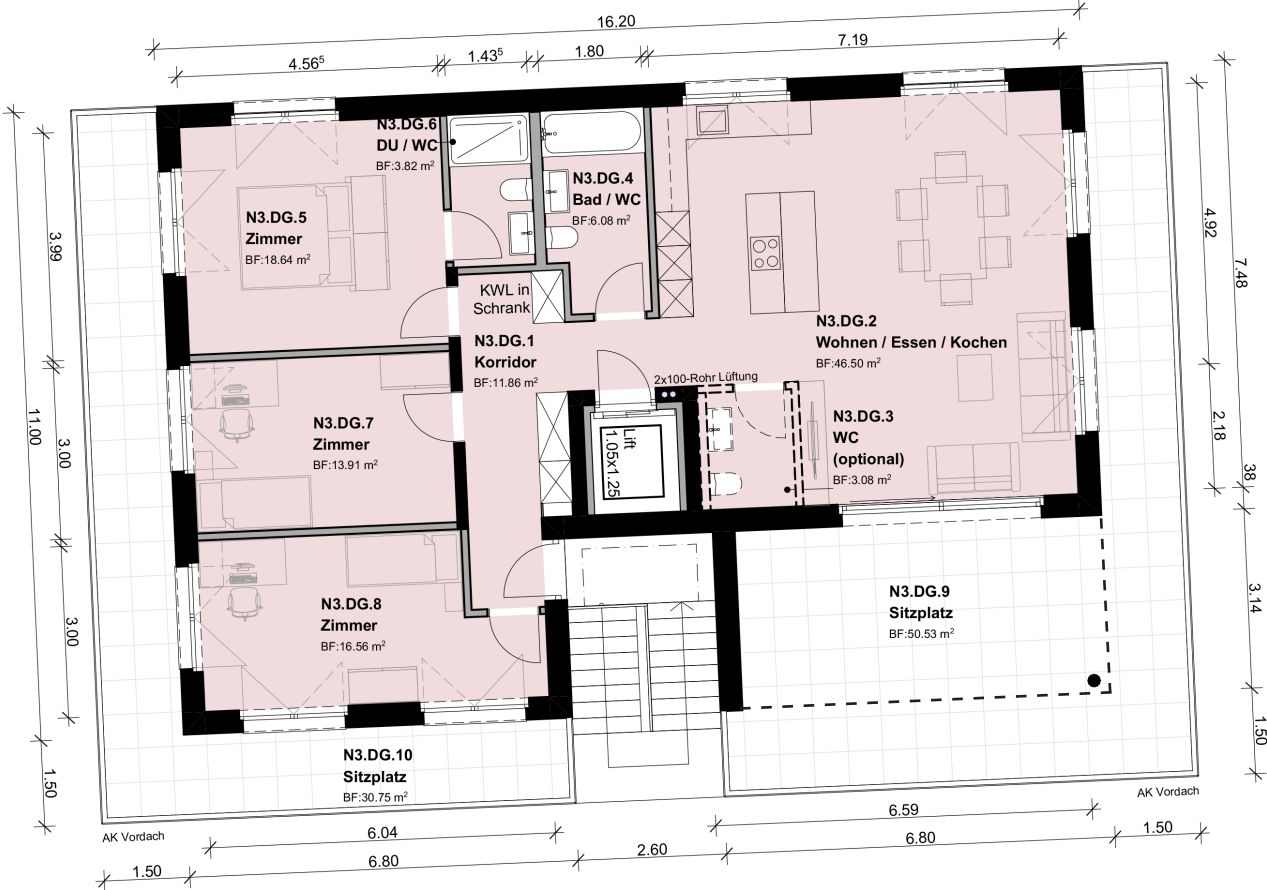 16.20
4.56⁵
1.43⁵
1.80
7.19
N3.DG.6
DU / WC
BF:3.82 m²
N3.DG.4
Bad / WC
BF:6.08 m²
N3.DG.5
Zimmer
BF:18.64 m²
KWL in
Schrank
N3.DG.1
Korridor
BF:11.86 m²
N3.DG.2
Wohnen / Essen / Kochen
BF:46.50 m²
2x100-Rohr Lüftung
N3.DG.7
Zimmer
BF:13.91 m²
Lift
1.05x1.25
N3.DG.3
WC
(optional)
BF:3.08 m²
N3.DG.8
Zimmer
BF:16.56 m²
N3.DG.9
Sitzplatz
BF:50.53 m²
N3.DG.10
Sitzplatz
BF:30.75 m²
AK Vordach
AK Vordach
3.99
11.00
3.00
3.00
1.50
4.92
7.48
2.18
38
3.14
1.50
6.04
6.59
1.50
6.80
2.60
6.80
1.50